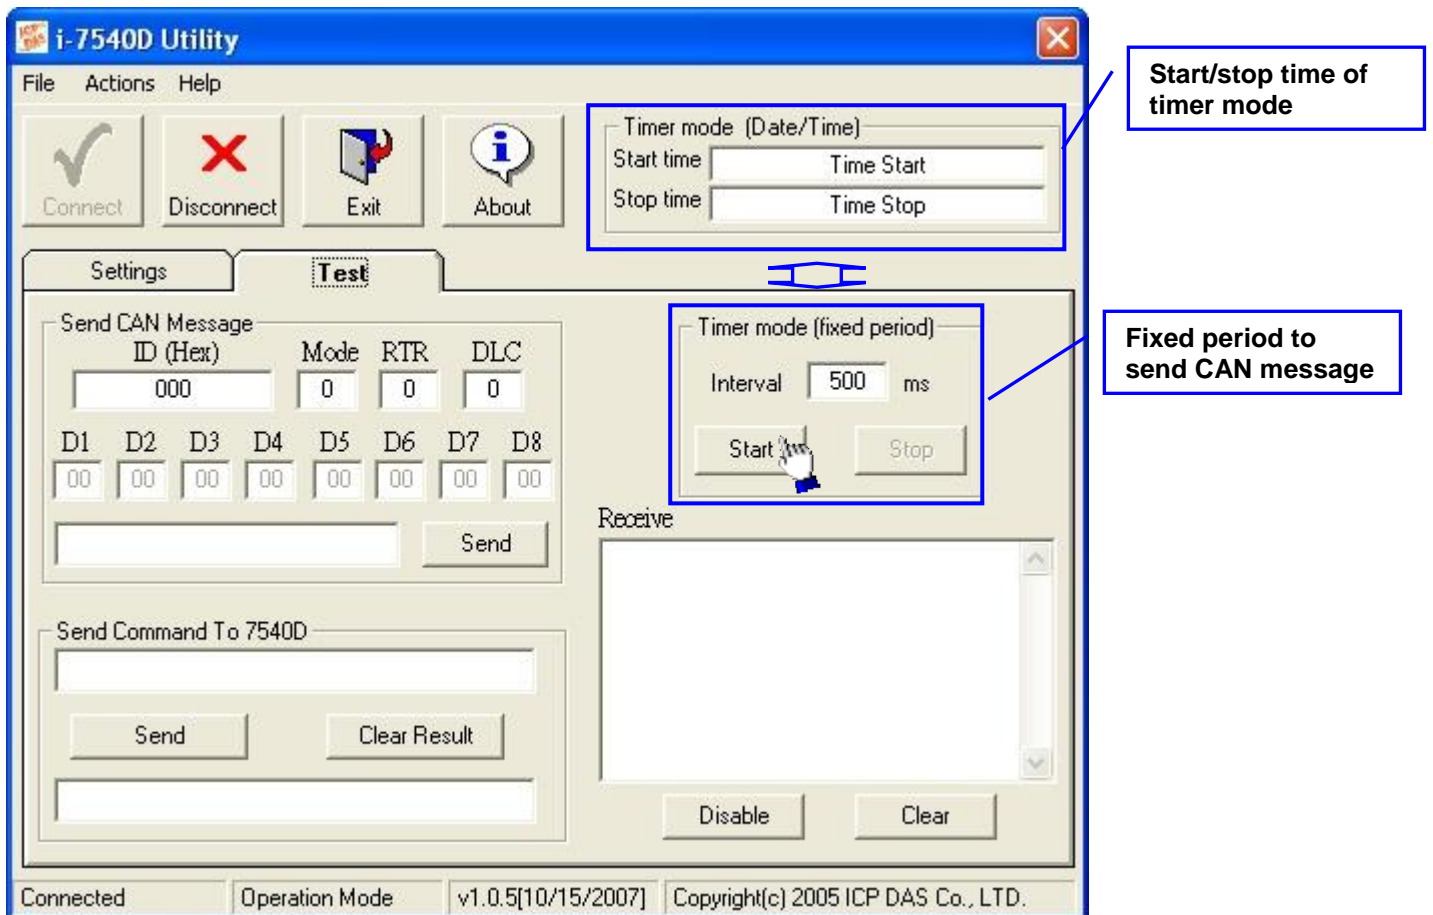 i-7540D Utility
File Actions Help
Connect Disconnect Exit About
Timer mode (Date/Time)
Start time Time Start
Stop time Time Stop
Start/stop time of
timer mode
Settings Test
Send CAN Message
ID (Hex) Mode RTR DLC
000 0 0 0
D1 D2 D3 D4 D5 D6 D7 D8
00 00 00 00 00 00 00 00
Send
Timer mode (fixed period)
Interval 500 ms
Start Stop
Fixed period to
send CAN message
Receive
Send Command To 7540D
Send Clear Result
Disable Clear
Connected Operation Mode v1.0.5[10/15/2007] Copyright(c) 2005 ICP DAS Co., LTD.